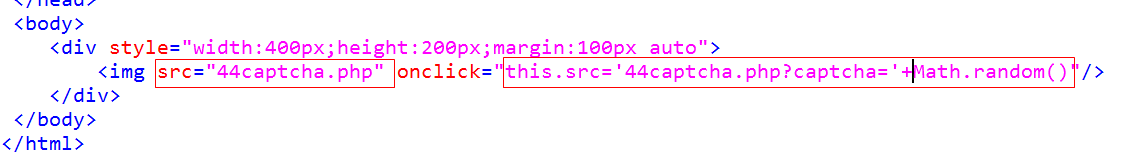 </head>
<body>
<div style="width:400px;height:200px;margin:100px auto">
<img src="44captcha.php" onclick="this.src='44captcha.php?captcha='+Math.random()"/>
</div>
</body>
</html>